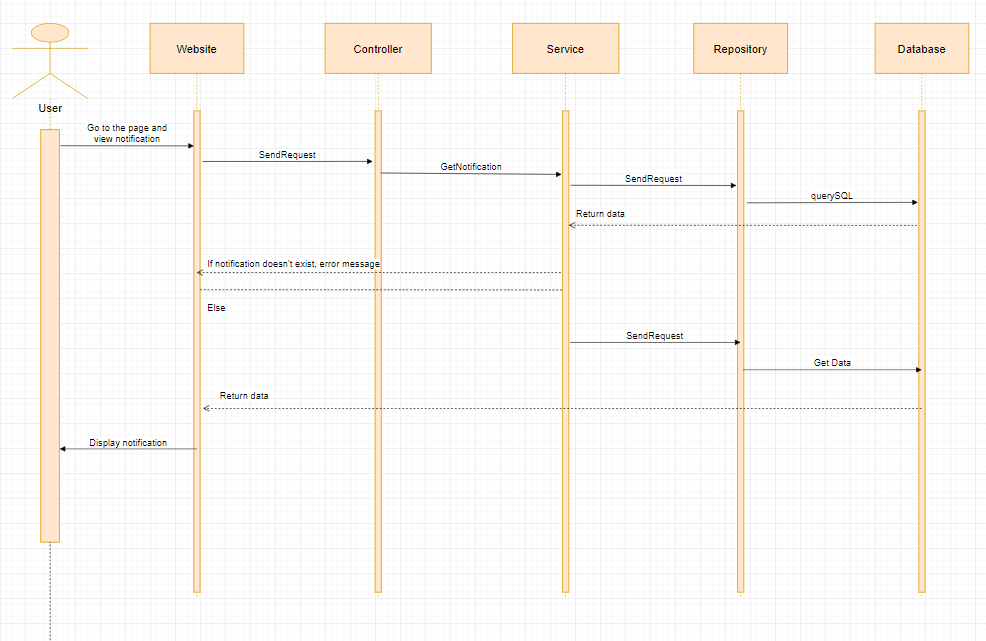 Website
Controller
Service
Repository
Database
User
Go to the page and
view notification
SendRequest
GetNotification
SendRequest
querySQL
Return data
If notification doesn't exist, error message
Else
SendRequest
Get Data
Return data
Display notification